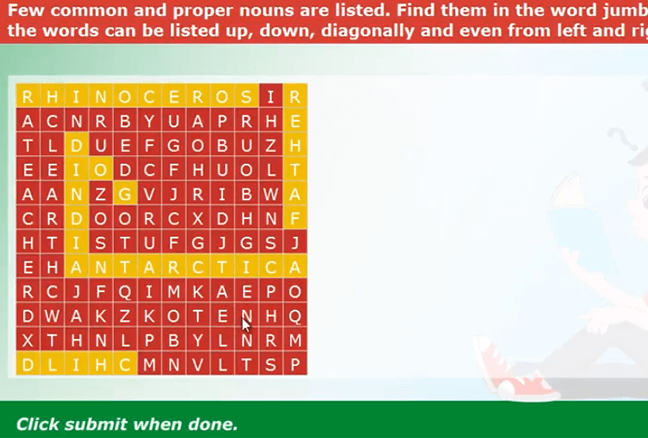 Few common and proper nouns are listed. Find them in the word jumb
the words can be listed up, down, diagonally and even from left and ri
R H I N O C E R O S I R
A C N R B Y U A P R H E
T L D U E F G O B U Z H
E E I O D C F H U O L T
A A N Z G V J R I B W A
C R D O O R C X D H N F
H T I S T U F G J G S J
E H A N T A R C T I C A
R C J F Q I M K A E P O
D W A K Z K O T E N H Q
X T H N L P B Y L N R M
D L I H C M N V L T S P
Click submit when done.